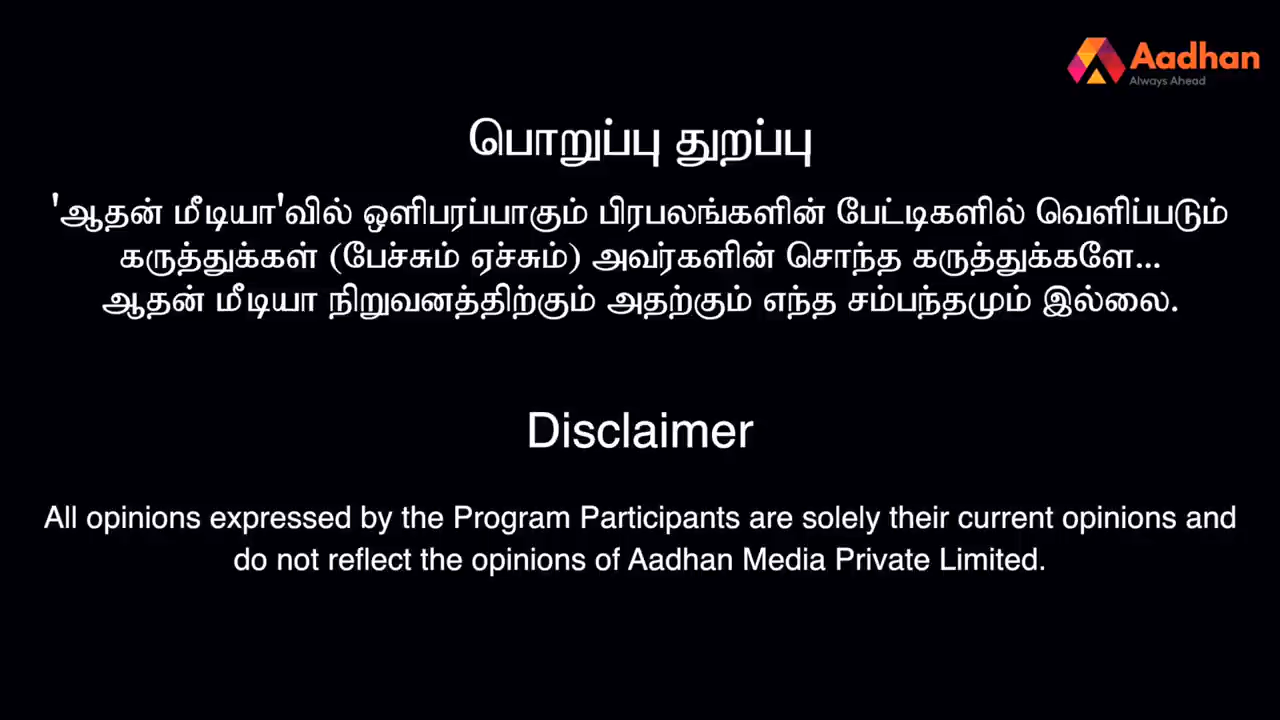 Aadhan
Always Ahead
பொறுப்பு துறப்பு
'ஆதன் மீடியா'வில் ஒளிபரப்பாகும் பிரபலங்களின் பேட்டிகளில் வெளிப்படும்
கருத்துக்கள் (பேச்சும் ஏச்சும்) அவர்களின் சொந்த கருத்துக்களே...
ஆதன் மீடியா நிறுவனத்திற்கும் அதற்கும் எந்த சம்பந்தமும் இல்லை.
Disclaimer
All opinions expressed by the Program Participants are solely their current opinions and
do not reflect the opinions of Aadhan Media Private Limited.